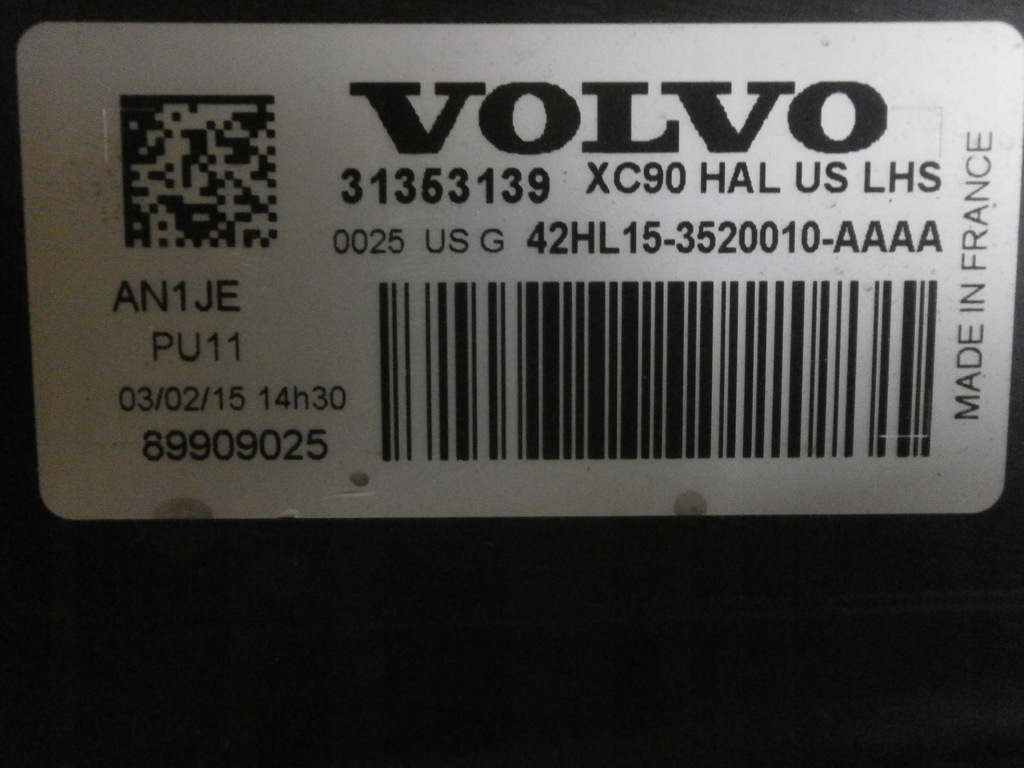 VOLVO
31353139 XC90 HAL US LHS
0025 US G 42HL15-3520010-AAAA
AN1JE
PU11
03/02/15 14h30
89909025
MADE IN FRANCE